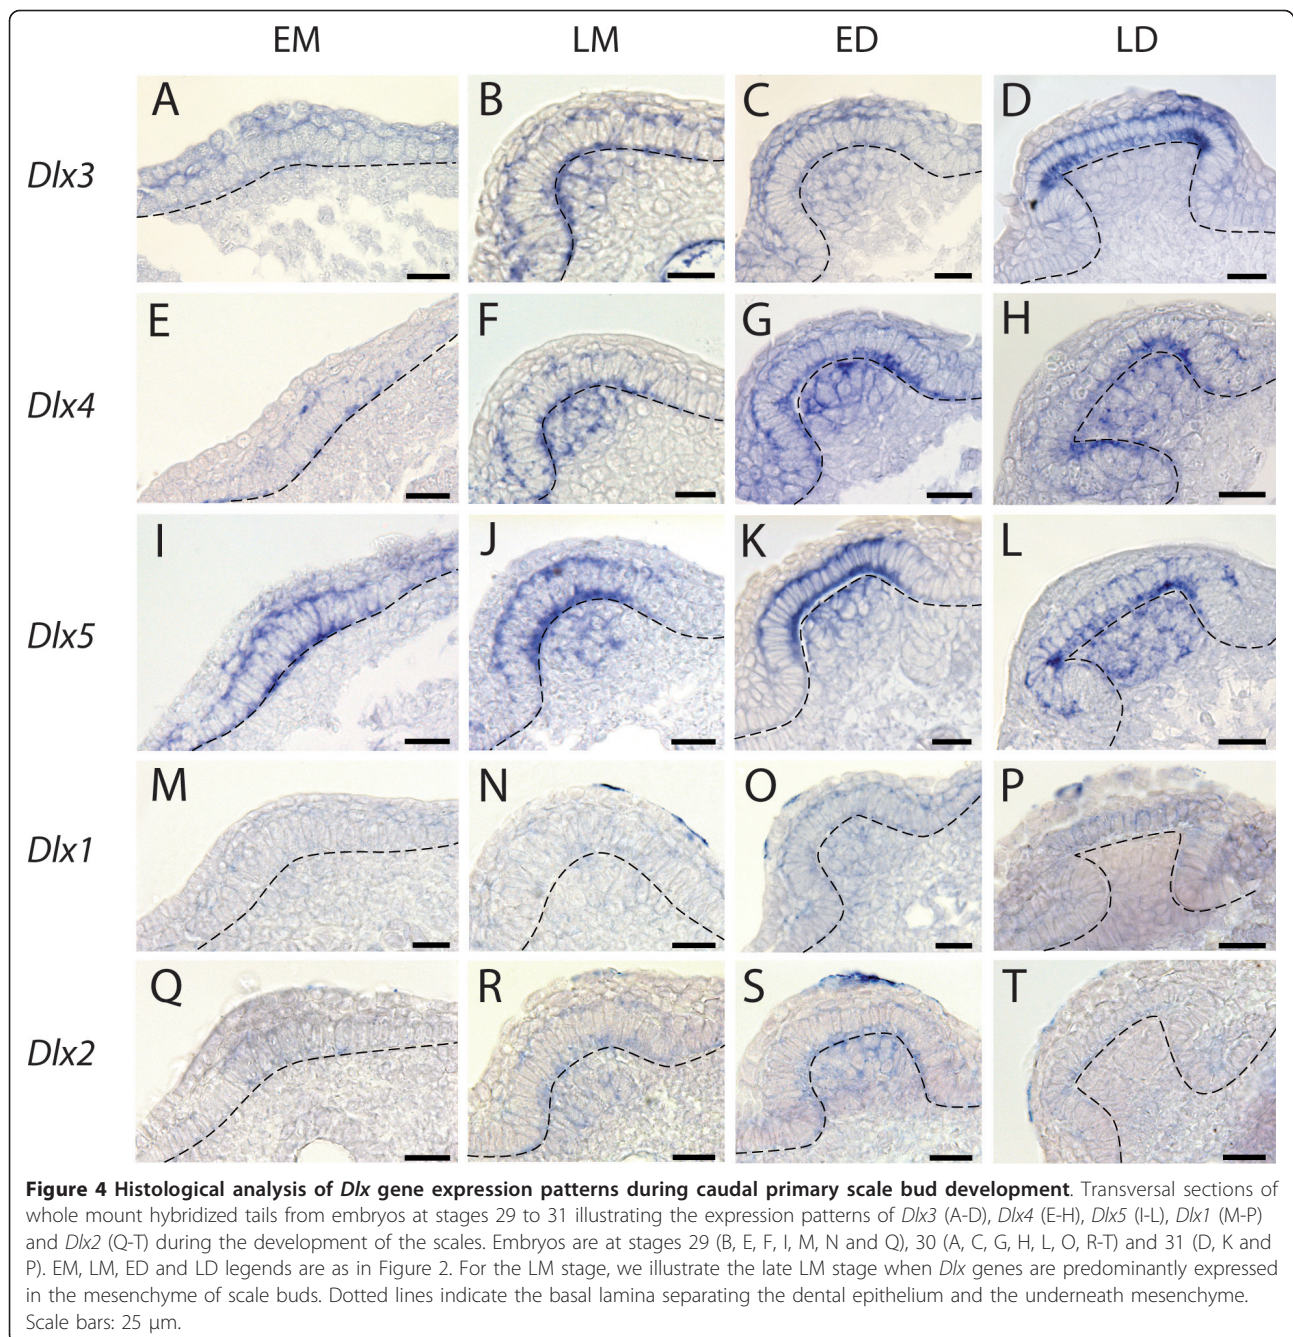 EM LM ED LD
A B C D
Dlx3
E F G H
Dlx4
I J K L
Dlx5
M N O P
Dlx1
Q R S T
Dlx2
Figure 4 Histological analysis of Dlx gene expression patterns during caudal primary scale bud development. Transversal sections of
whole mount hybridized tails from embryos at stages 29 to 31 illustrating the expression patterns of Dlx3 (A-D), Dlx4 (E-H), Dlx5 (I-L), Dlx1 (M-P)
and Dlx2 (Q-T) during the development of the scales. Embryos are at stages 29 (B, E, F, I, M, N and Q), 30 (A, C, G, H, L, O, R-T) and 31 (D, K and
P). EM, LM, ED and LD legends are as in Figure 2. For the LM stage, we illustrate the late LM stage when Dlx genes are predominantly expressed
in the mesenchyme of scale buds. Dotted lines indicate the basal lamina separating the dental epithelium and the underneath mesenchyme.
Scale bars: 25 μm.